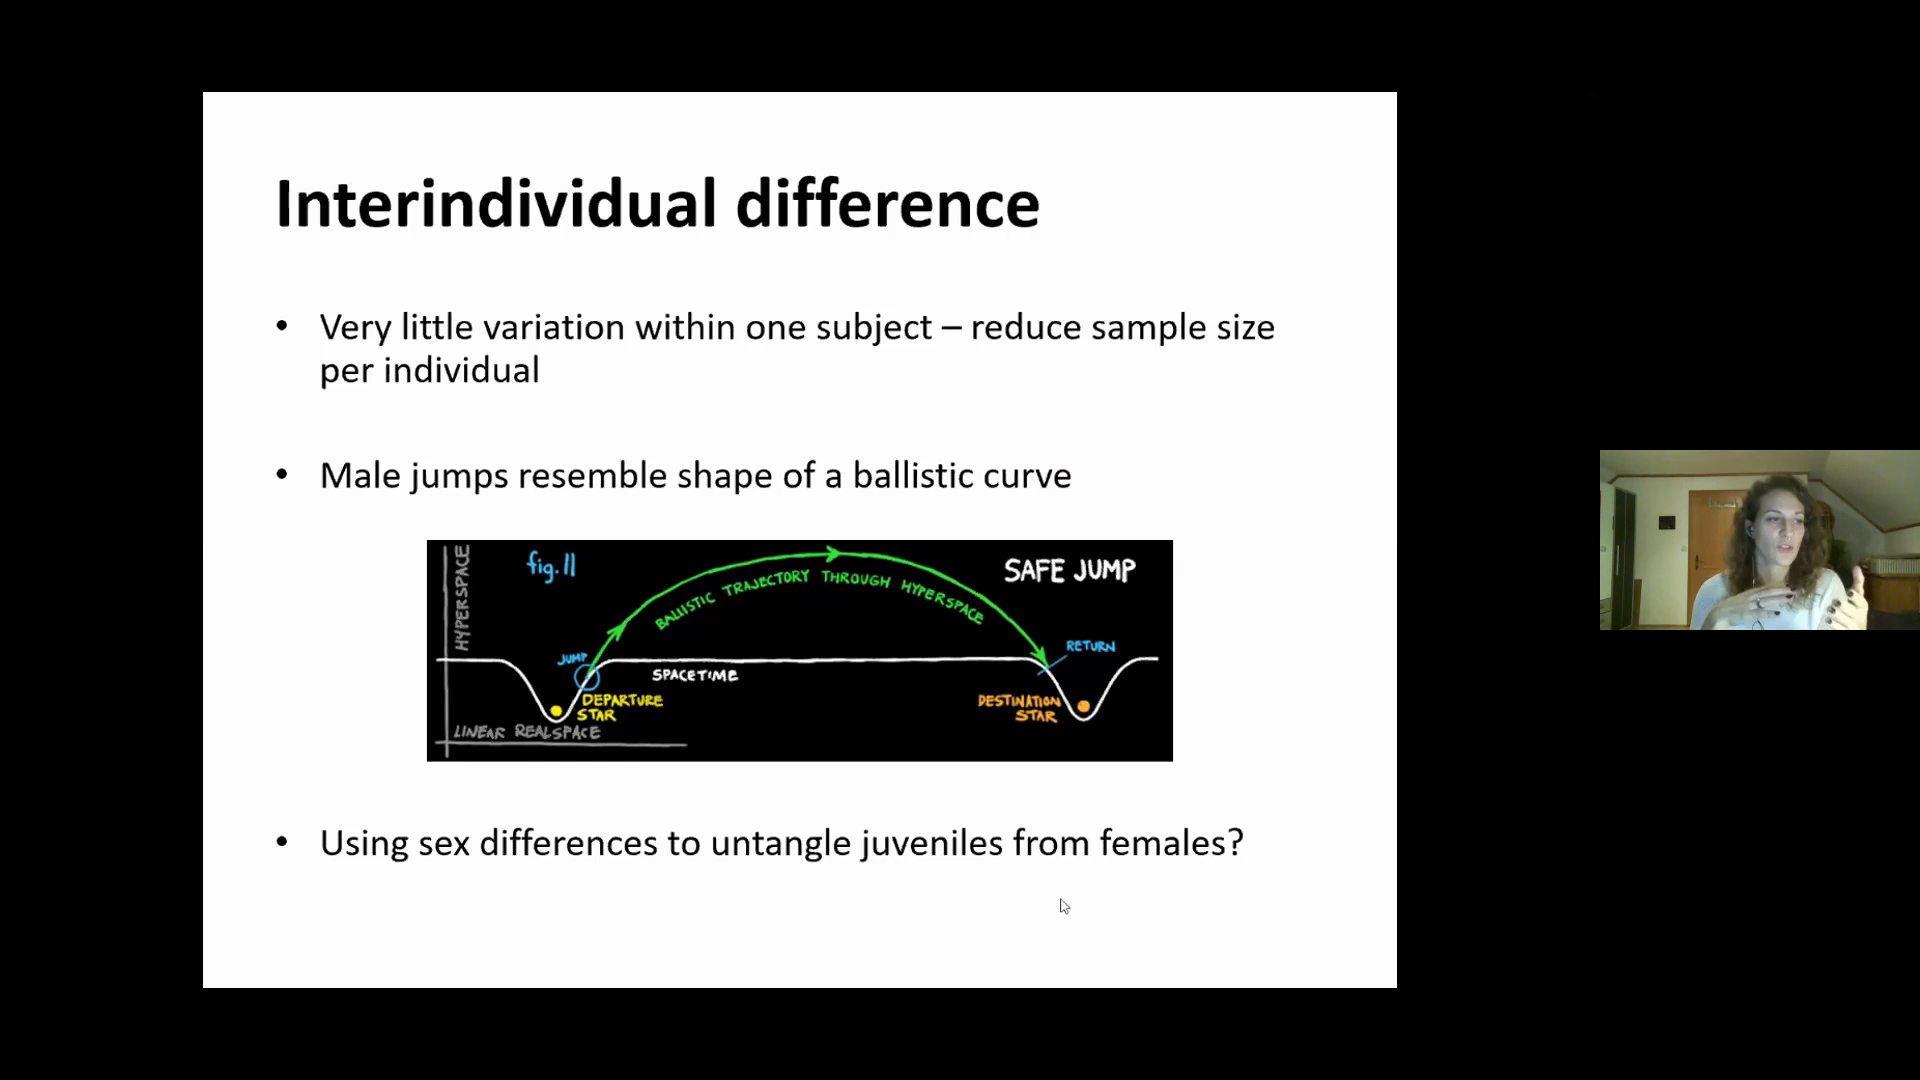 Interindividual difference
• Very little variation within one subject – reduce sample size
per individual
• Male jumps resemble shape of a ballistic curve
HYPERSPACE
fig. 11
SAFE JUMP
BALLISTIC TRAJECTORY THROUGH HYPERSPACE
JUMP
RETURN
SPACETIME
DEPARTURE
STAR
DESTINATION
STAR
LINEAR REALSPACE
• Using sex differences to untangle juveniles from females?